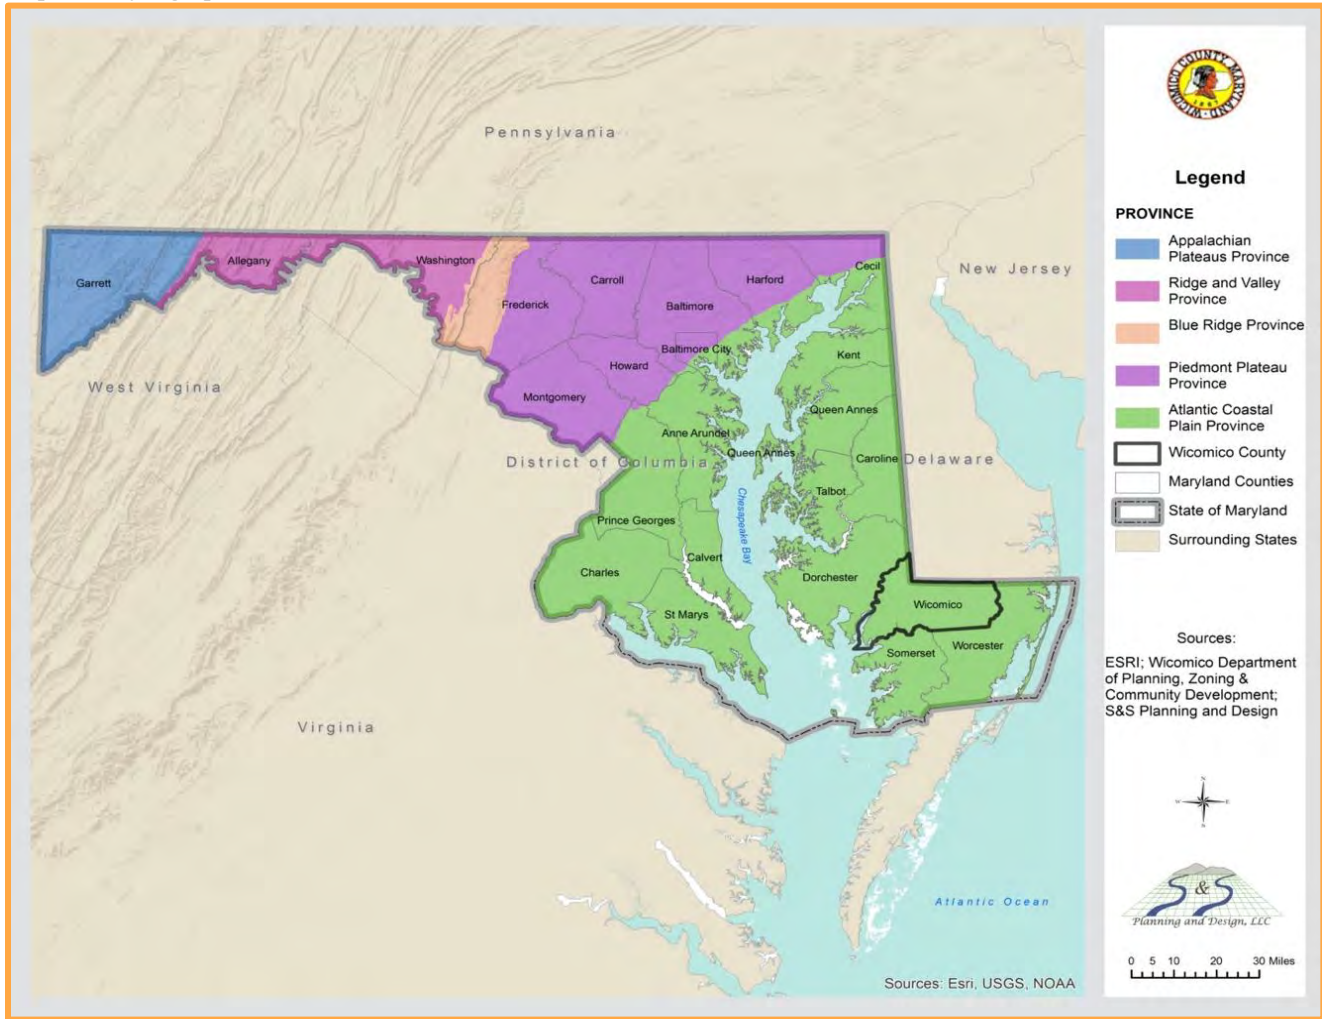 Pennsylvania
New Jersey
Garrett
Allegany
Washington
Frederick
Carroll
Baltimore
Harford
Cecil
Baltimore City
Howard
Montgomery
Kent
Queen Annes
West Virginia
Anne Arundel
Queen Annes
Caroline
Delaware
District of Columbia
Talbot
Chesapeake Bay
Prince Georges
Calvert
Charles
Dorchester
St Marys
Wicomico
Somerset
Worcester
Virginia
Atlantic Ocean
Sources: Esri, USGS, NOAA
WICOMICO COUNTY, MARYLAND
1867
Legend
PROVINCE
Appalachian
Plateaus Province
Ridge and Valley
Province
Blue Ridge Province
Piedmont Plateau
Province
Atlantic Coastal
Plain Province
Wicomico County
Maryland Counties
State of Maryland
Surrounding States
Sources:
ESRI; Wicomico Department
of Planning, Zoning &
Community Development;
S&S Planning and Design
N
W E
S&S
Planning and Design, LLC
0 5 10 20 30 Miles